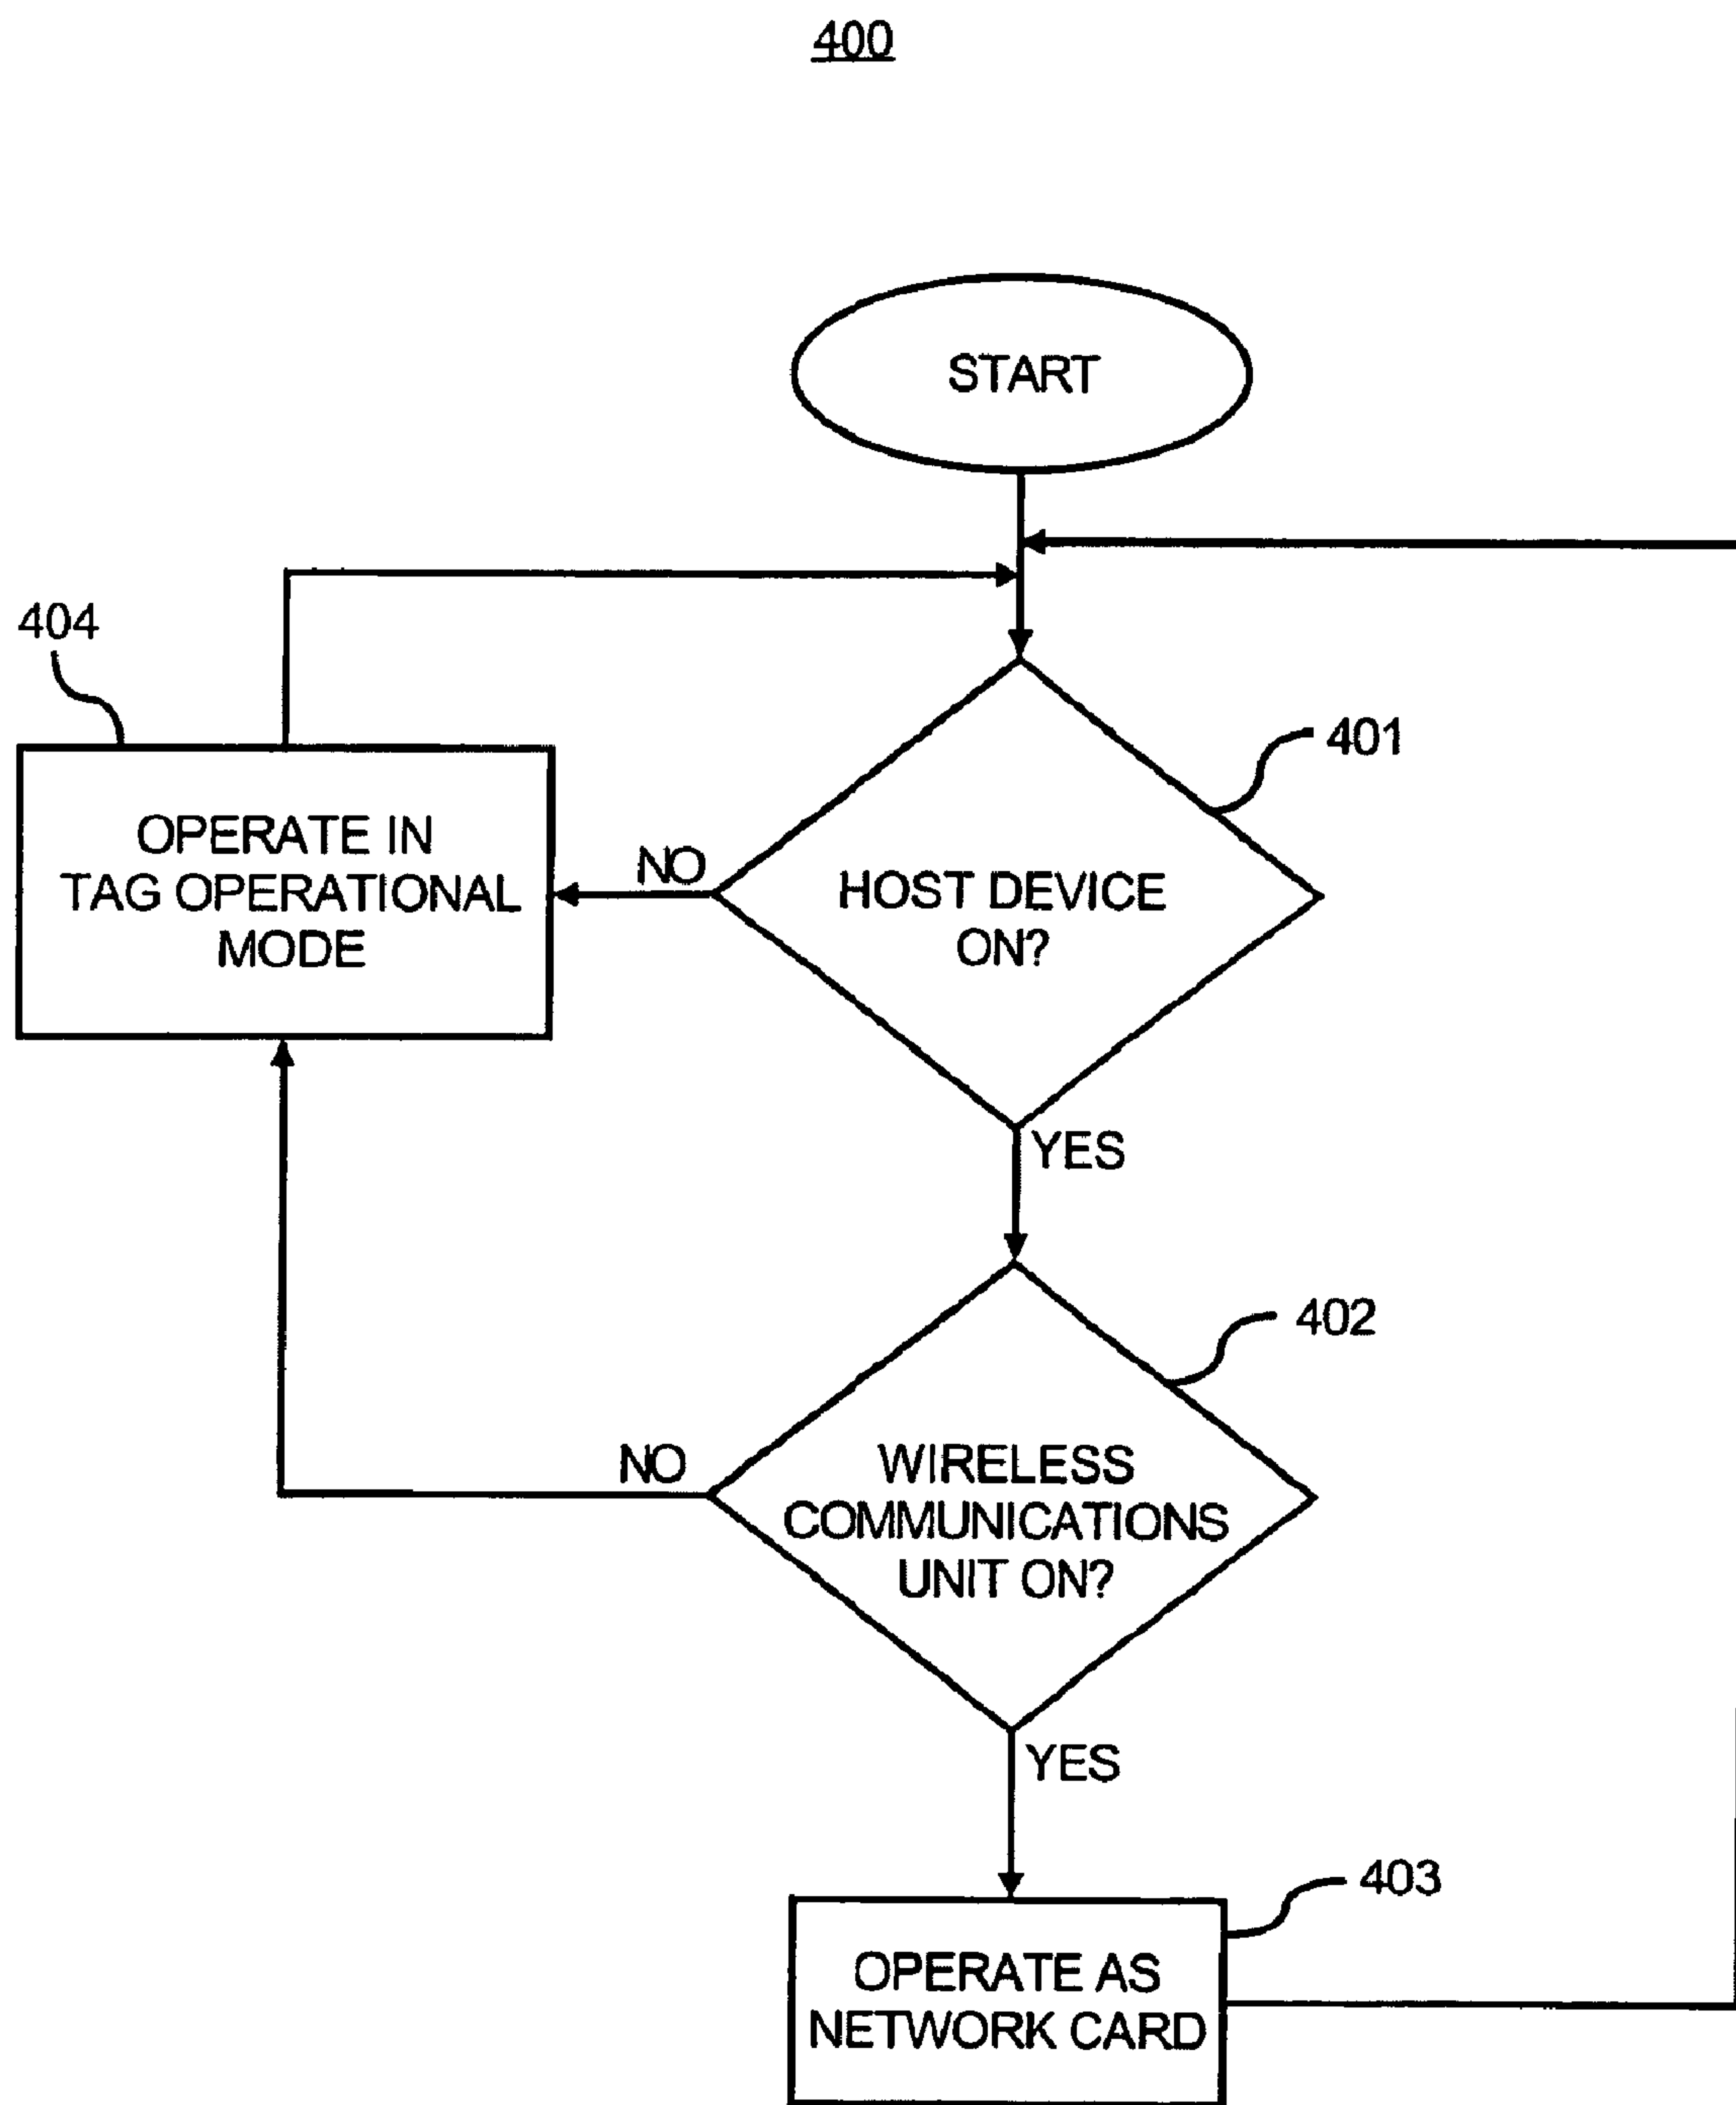 400
START
404
401
OPERATE IN
TAG OPERATIONAL
MODE
NO
HOST DEVICE
ON?
YES
402
NO
WIRELESS
COMMUNICATIONS
UNIT ON?
YES
403
OPERATE AS
NETWORK CARD